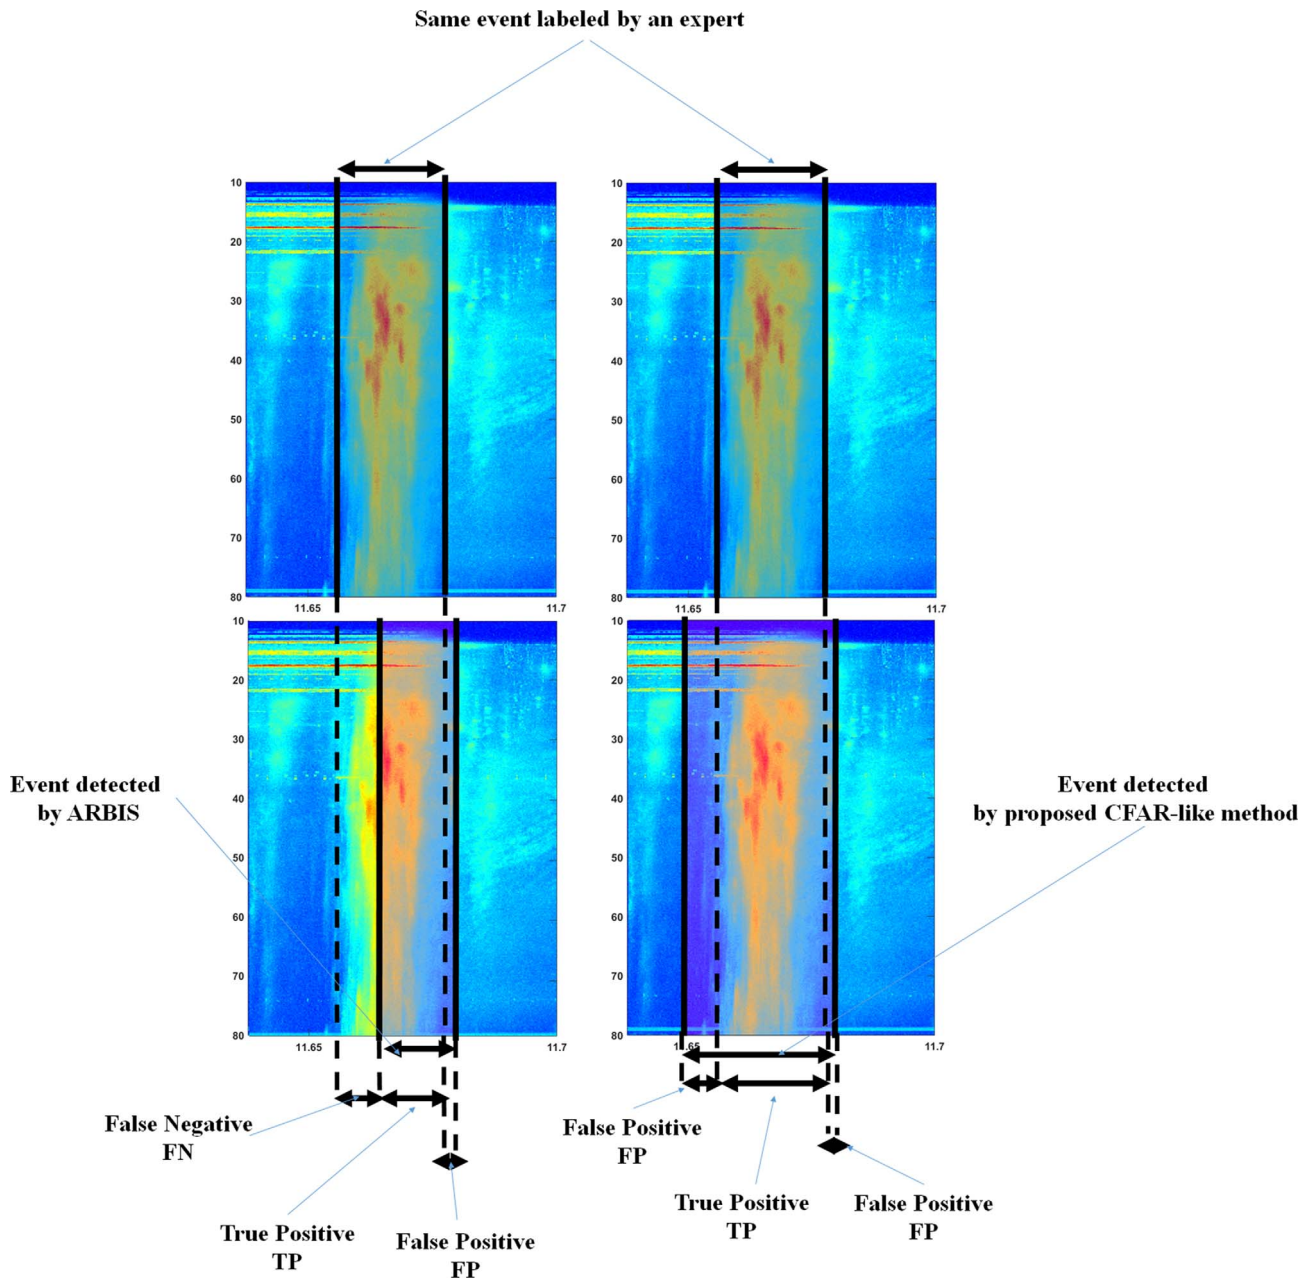 Same event labeled by an expert
10
20
30
40
50
60
70
80
11.65
11.7
10
20
30
40
50
60
70
80
11.65
11.7
10
20
30
40
50
60
70
80
11.65
11.7
10
20
30
40
50
60
70
80
11.7
Event detected
by ARBIS
Event detected
by proposed CFAR-like method
False Negative
FN
True Positive
TP
False Positive
FP
False Positive
FP
True Positive
TP
False Positive
FP